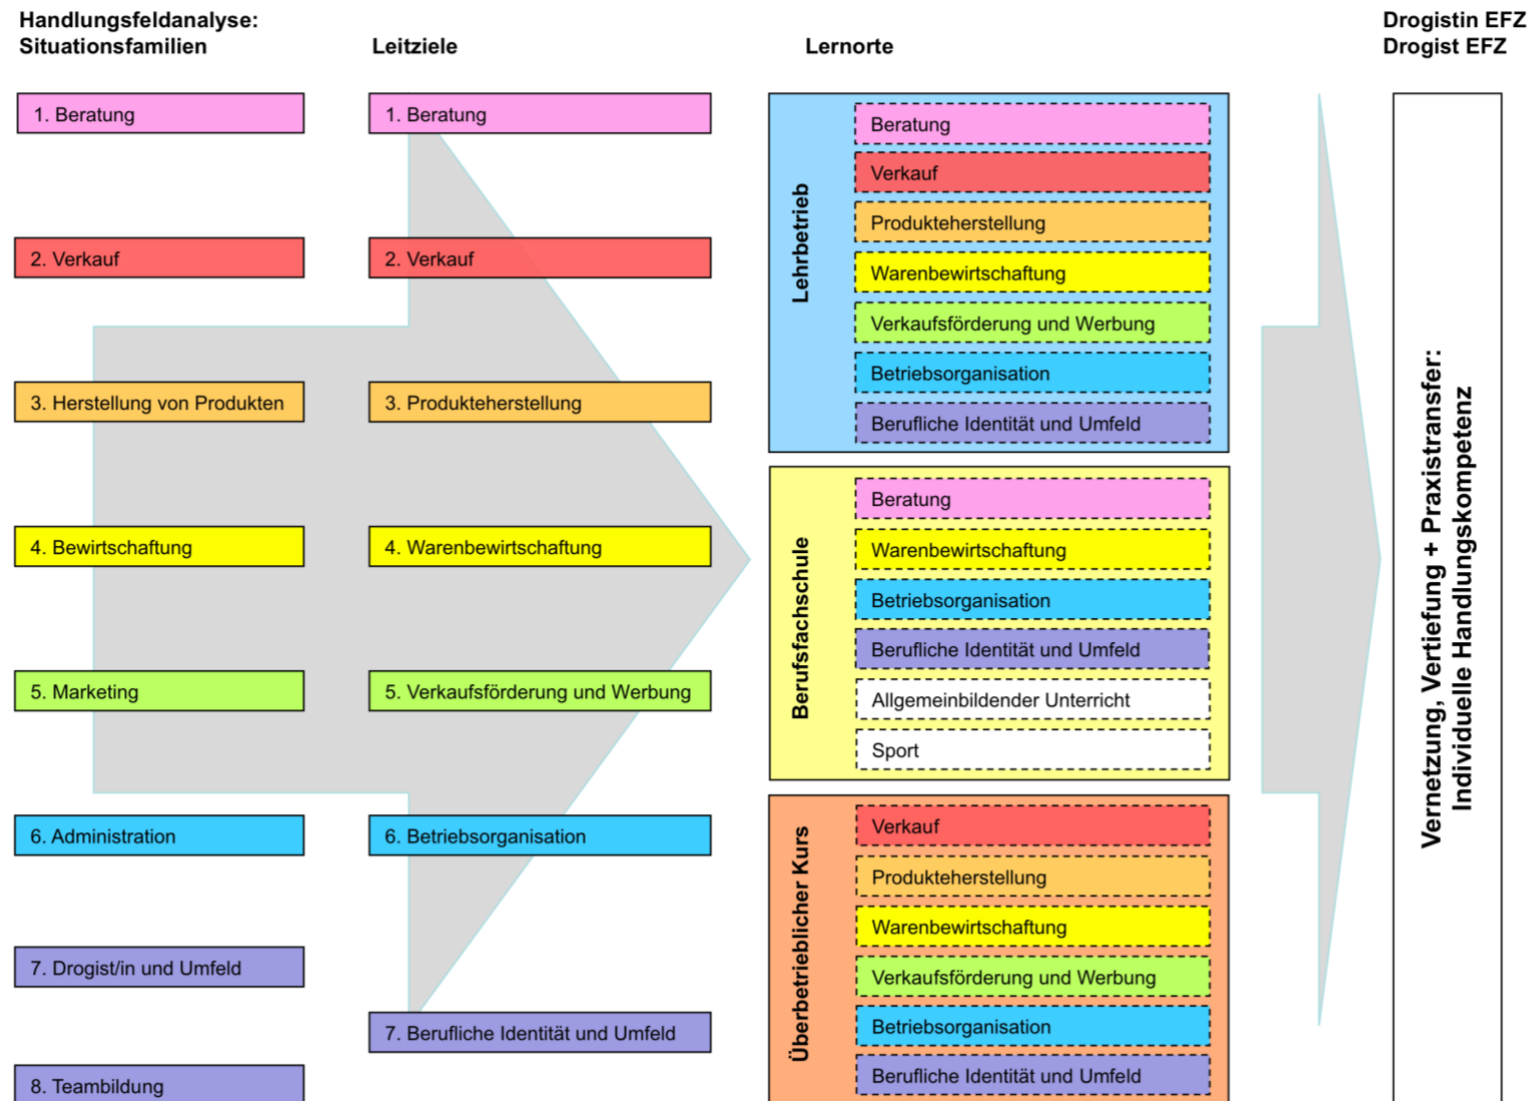 Handlungsfeldanalyse:
Situationsfamilien
1. Beratung
2. Verkauf
3. Herstellung von Produkten
4. Bewirtschaftung
5. Marketing
6. Administration
7. Drogist/in und Umfeld
8. Teambildung
Leitziele
1. Beratung
2. Verkauf
3. Produkteherstellung
4. Warenbewirtschaftung
5. Verkaufsförderung und Werbung
6. Betriebsorganisation
7. Berufliche Identität und Umfeld
Lernorte
Lehrbetrieb
Beratung
Verkauf
Produkteherstellung
Warenbewirtschaftung
Verkaufsförderung und Werbung
Betriebsorganisation
Berufliche Identität und Umfeld
Berufsfachschule
Beratung
Warenbewirtschaftung
Betriebsorganisation
Berufliche Identität und Umfeld
Allgemeinbildender Unterricht
Sport
Überbetrieblicher Kurs
Verkauf
Produkteherstellung
Warenbewirtschaftung
Verkaufsförderung und Werbung
Betriebsorganisation
Berufliche Identität und Umfeld
Drogistin EFZ
Drogist EFZ
Vernetzung, Vertiefung + Praxistransfer:
Individuelle Handlungskompetenz